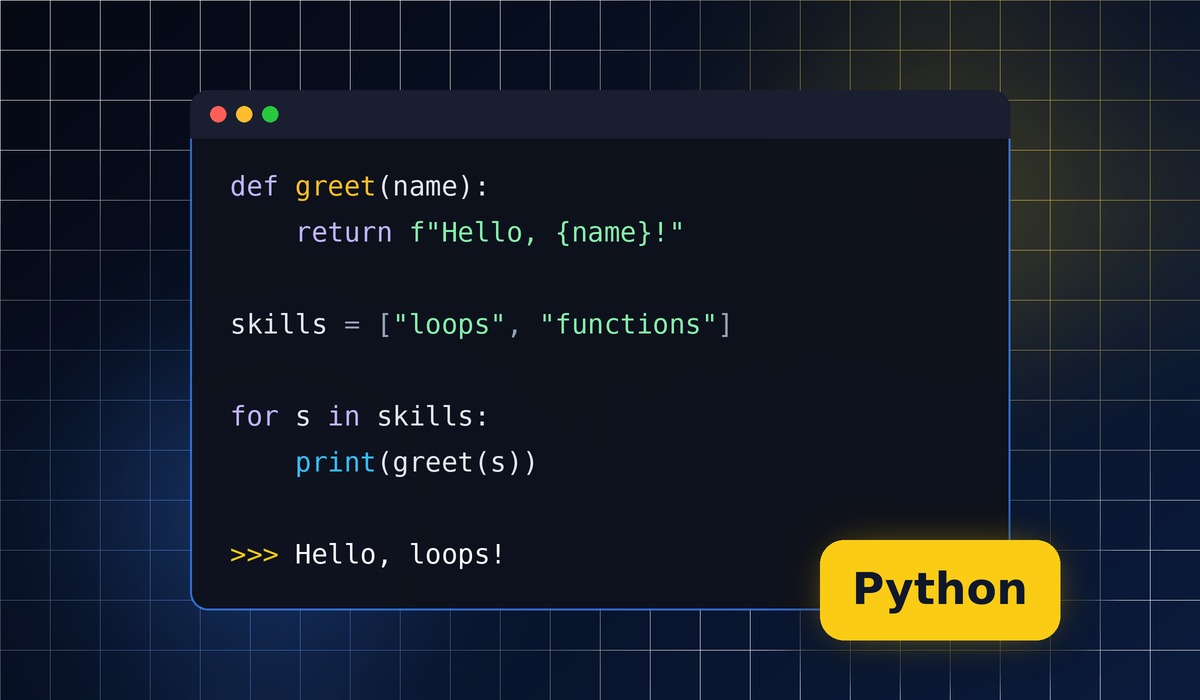 def greet(name):
    return f"Hello, {name}!"
skills = ["loops", "functions"]
for s in skills:
    print(greet(s))
>>> Hello, loops!
Python